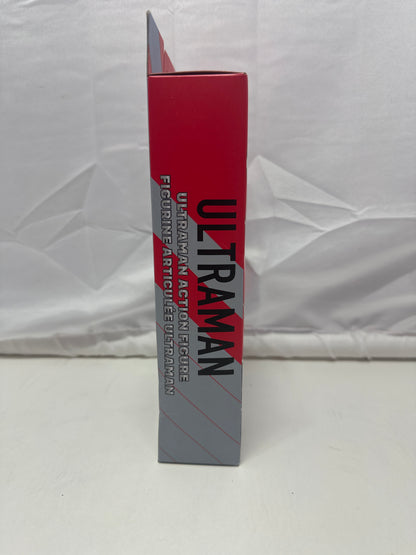 ULTRAMAN
ULTRAMAN ACTION FIGURE
FIGURINE ARTICULÉE ULTRAMAN